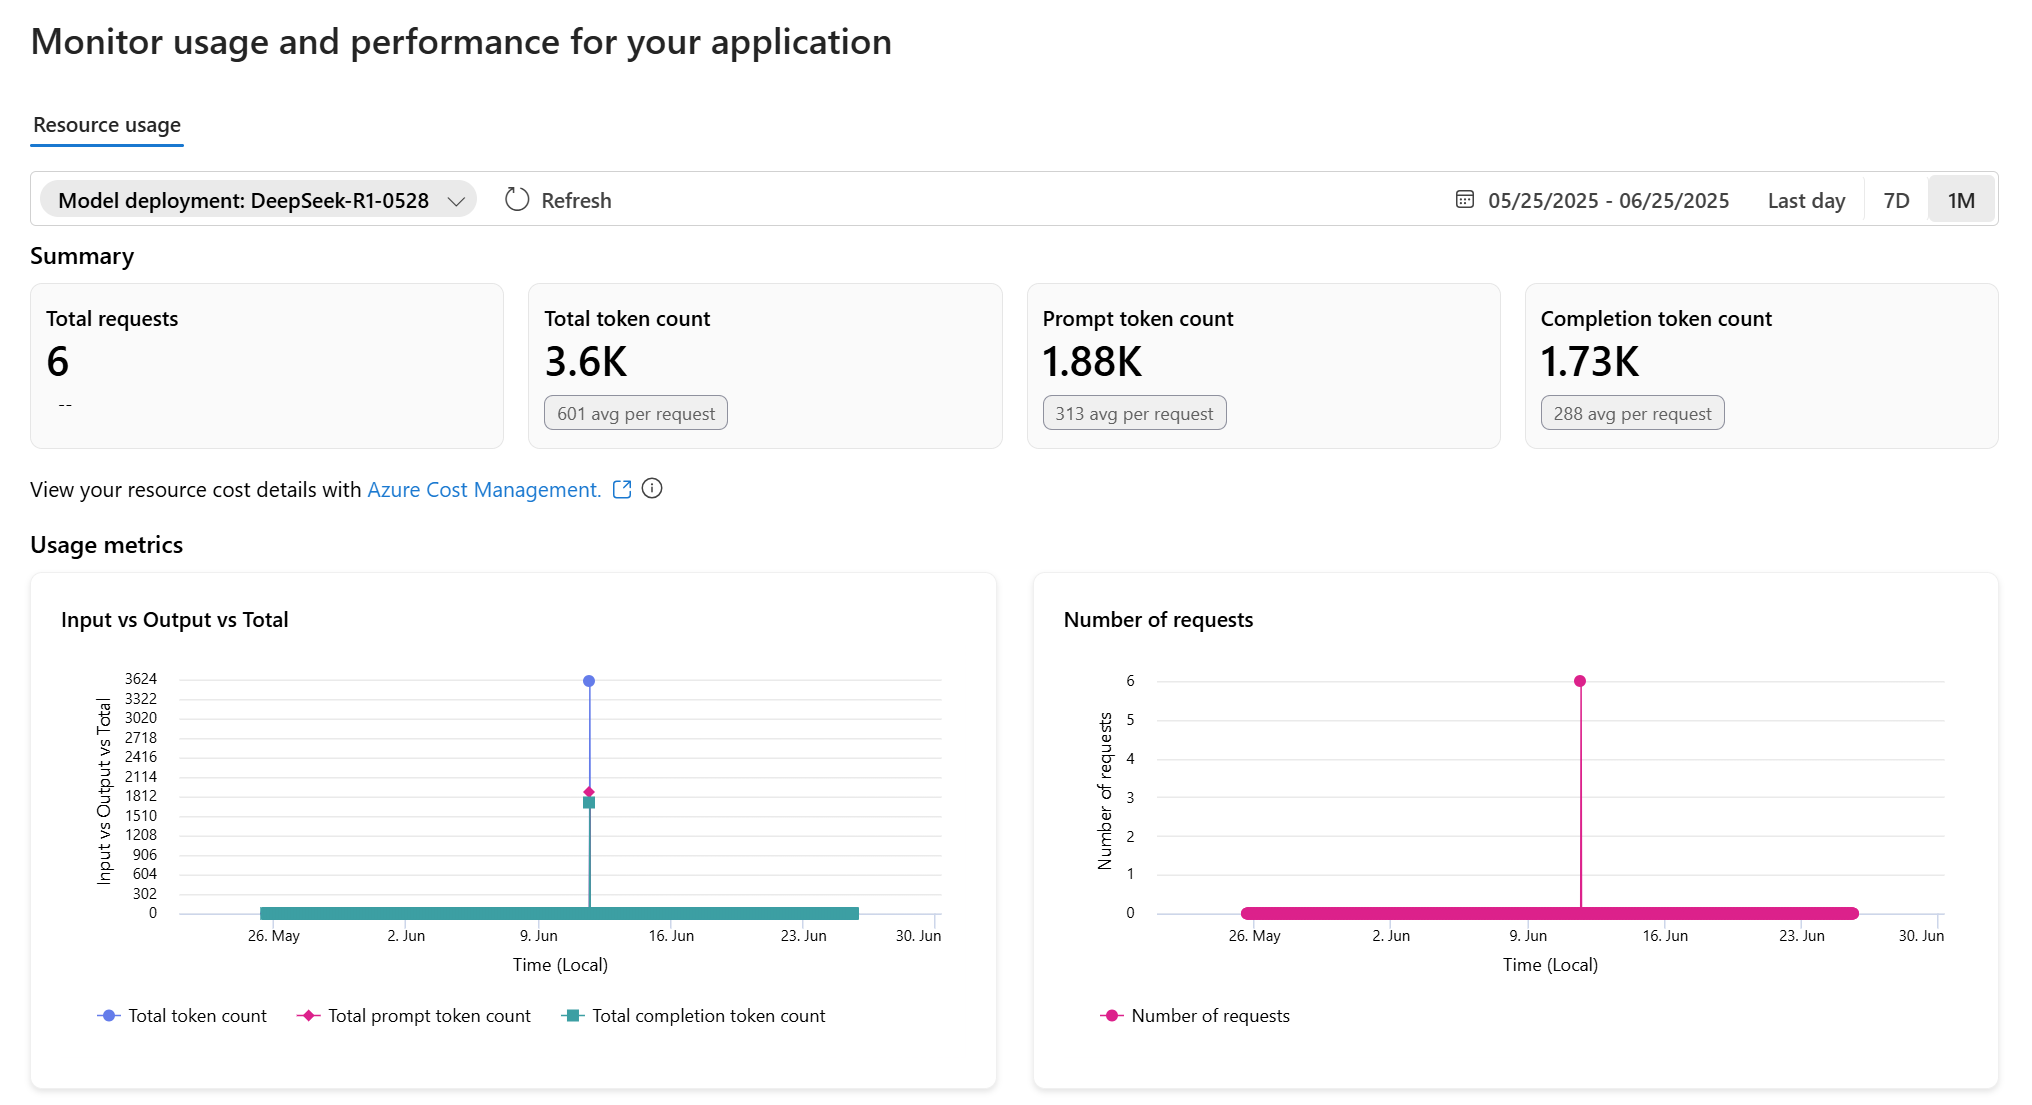 Monitor usage and performance for your application
Resource usage
Model deployment: DeepSeek-R1-0528
Refresh
05/25/2025 - 06/25/2025
Last day
7D
1M
Summary
Total requests
6
--
Total token count
3.6K
601 avg per request
Prompt token count
1.88K
313 avg per request
Completion token count
1.73K
288 avg per request
View your resource cost details with Azure Cost Management.
Usage metrics
Input vs Output vs Total
Input vs Output vs Total
3624
3322
3020
2718
2416
2114
1812
1510
1208
906
604
302
0
26. May
2. Jun
9. Jun
16. Jun
23. Jun
30. Jun
Time (Local)
Total token count
Total prompt token count
Total completion token count
Number of requests
Number of requests
6
5
4
3
2
1
0
26. May
2. Jun
9. Jun
16. Jun
23. Jun
30. Jun
Time (Local)
Number of requests